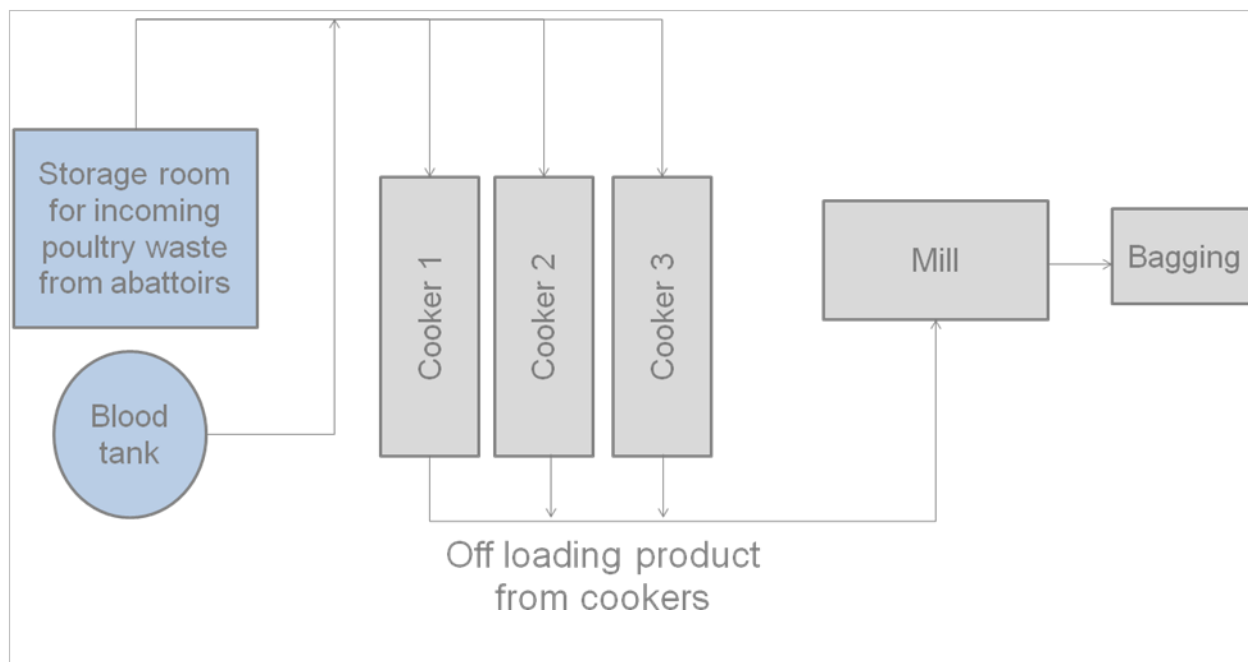 Storage room
for incoming
poultry waste
from abattoirs
Blood
tank
Cooker 1
Cooker 2
Cooker 3
Mill
Bagging
Off loading product
from cookers